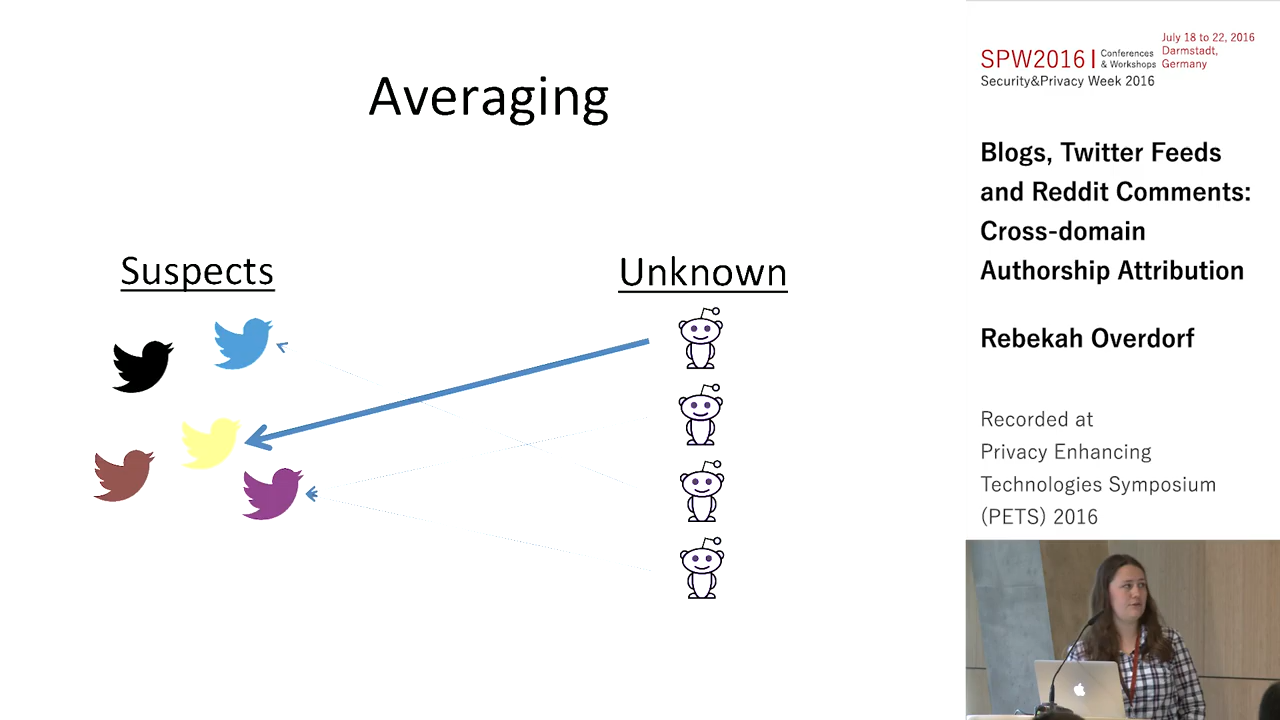 Averaging
Suspects
Unknown
SPW2016 | Conferences & Workshops
July 18 to 22, 2016
Darmstadt,
Germany
Security&Privacy Week 2016
Blogs, Twitter Feeds
and Reddit Comments:
Cross-domain
Authorship Attribution
Rebekah Overdorf
Recorded at
Privacy Enhancing
Technologies Symposium
(PETS) 2016